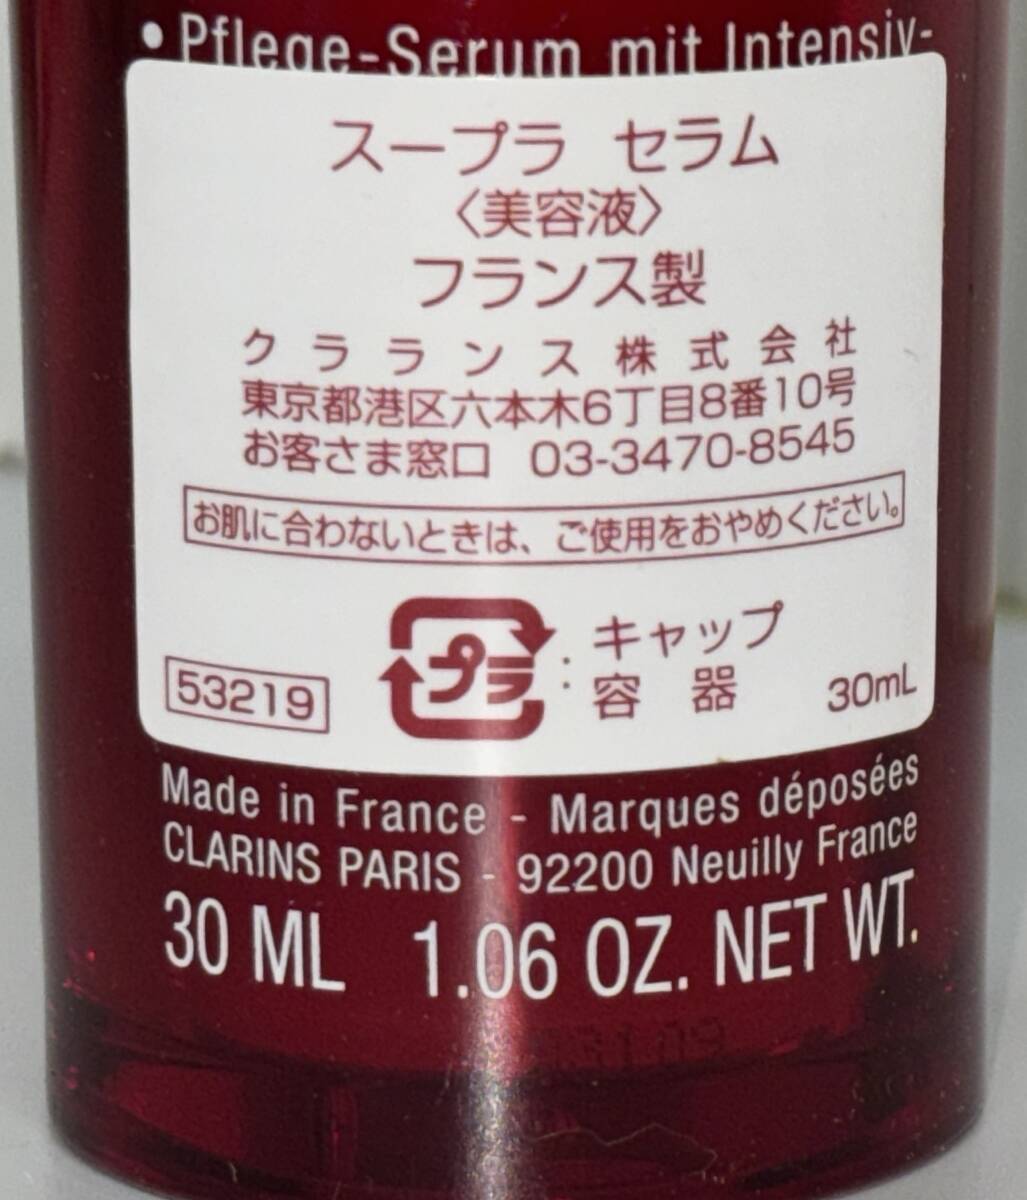 • Pflege-Serum mit Intensiv-
スープラ セラム
〈美容液〉
フランス製
クラランス株式会社
東京都港区六本木6丁目8番10号
お客さま窓口 03-3470-8545
お肌に合わないときは、ご使用をおやめください。
プラ : キャップ
容器
53219
30mL
Made in France - Marques déposées
CLARINS PARIS - 92200 Neuilly France
30 ML 1.06 OZ. NET WT.